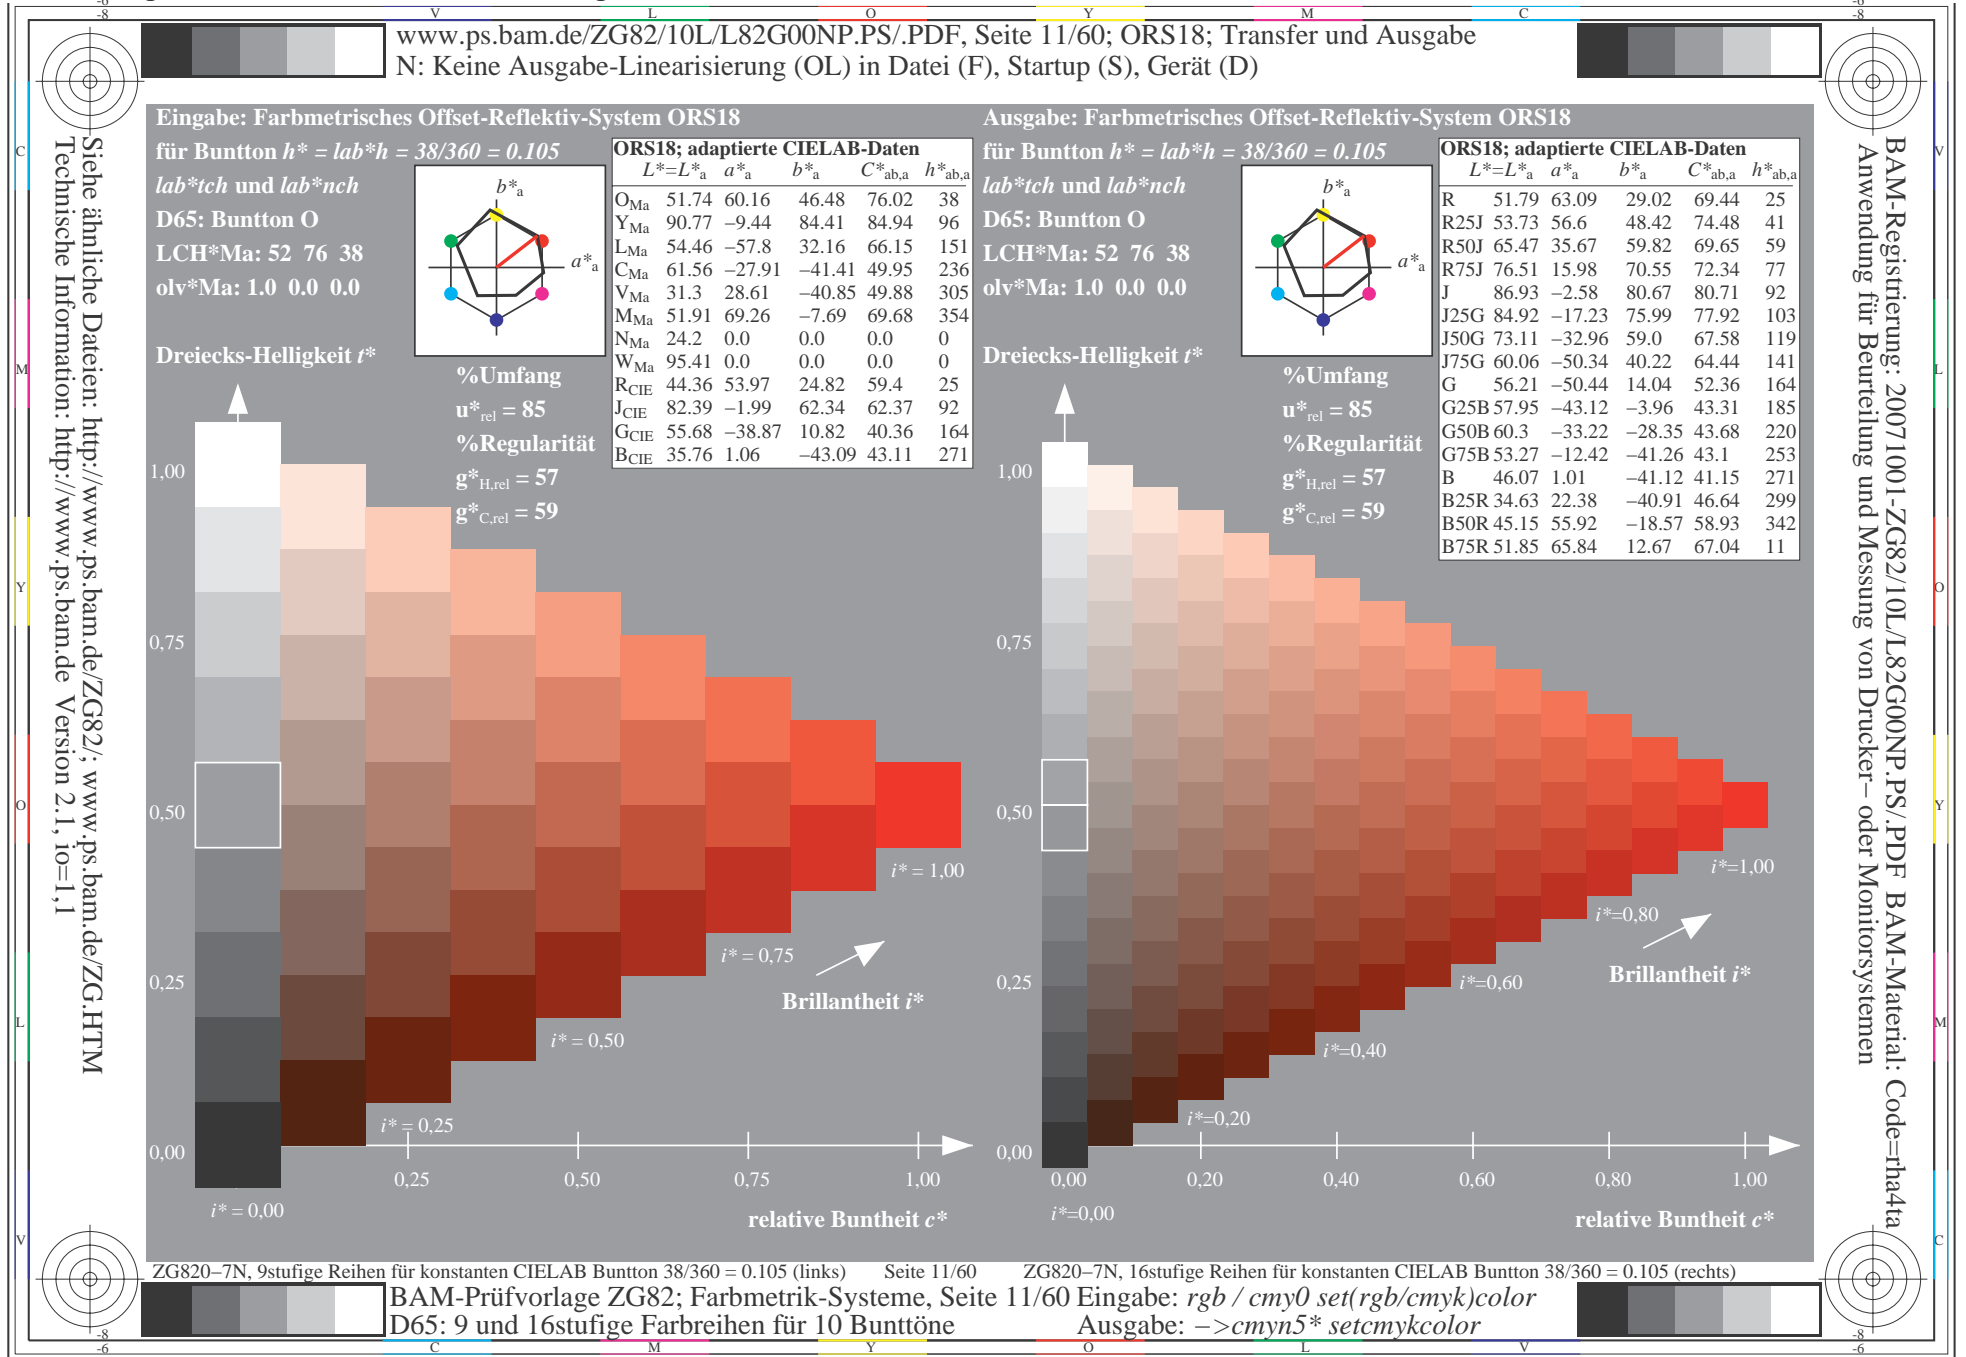 www.ps.bam.de/ZG82/10L/L82G00NP.PS/.PDF, Seite 11/60; ORS18; Transfer und Ausgabe
N: Keine Ausgabe-Linearisierung (OL) in Datei (F), Startup (S), Gerät (D)
-6
-8
V
L
O
Y
M
C
-6
-8
Siehe ähnliche Dateien: http://www.ps.bam.de/ZG82/; www.ps.bam.de/ZG.HTM
Technische Information: http://www.ps.bam.de Version 2.1, io=1,1
C
M
Y
O
L
V
Eingabe: Farbmetrisches Offset-Reflektiv-System ORS18
für Buntton h* = lab*h = 38/360 = 0.105
lab*tch und lab*nch
D65: Buntton O
LCH*Ma: 52 76 38
olv*Ma: 1.0 0.0 0.0
Dreiecks-Helligkeit t*
b*a
a*a
%Umfang
u*rel = 85
%Regularität
g*H,rel = 57
g*C,rel = 59
ORS18; adaptierte CIELAB-Daten
L*=L*a a*a b*a C*ab,a h*ab,a
OMa 51.74 60.16 46.48 76.02 38
YMa 90.77 −9.44 84.41 84.94 96
LMa 54.46 −57.8 32.16 66.15 151
CMa 61.56 −27.91 −41.41 49.95 236
VMa 31.3 28.61 −40.85 49.88 305
MMa 51.91 69.26 −7.69 69.68 354
NMa 24.2 0.0 0.0 0.0 0
WMa 95.41 0.0 0.0 0.0 0
RCIE 44.36 53.97 24.82 59.4 25
JCIE 82.39 −1.99 62.34 62.37 92
GCIE 55.68 −38.87 10.82 40.36 164
BCIE 35.76 1.06 −43.09 43.11 271
1,00
0,75
0,50
0,25
0,00
i* = 1,00
i* = 0,75
Brillantheit i*
i* = 0,50
i* = 0,25
0,25 0,50 0,75 1,00
i* = 0,00
relative Buntheit c*
Ausgabe: Farbmetrisches Offset-Reflektiv-System ORS18
für Buntton h* = lab*h = 38/360 = 0.105
lab*tch und lab*nch
D65: Buntton O
LCH*Ma: 52 76 38
olv*Ma: 1.0 0.0 0.0
Dreiecks-Helligkeit t*
b*a
a*a
%Umfang
u*rel = 85
%Regularität
g*H,rel = 57
g*C,rel = 59
ORS18; adaptierte CIELAB-Daten
L*=L*a a*a b*a C*ab,a h*ab,a
R 51.79 63.09 29.02 69.44 25
R25J 53.73 56.6 48.42 74.48 41
R50J 65.47 35.67 59.82 69.65 59
R75J 76.51 15.98 70.55 72.34 77
J 86.93 −2.58 80.67 80.71 92
J25G 84.92 −17.23 75.99 77.92 103
J50G 73.11 −32.96 59.0 67.58 119
J75G 60.06 −50.34 40.22 64.44 141
G 56.21 −50.44 14.04 52.36 164
G25B 57.95 −43.12 −3.96 43.31 185
G50B 60.3 −33.22 −28.35 43.68 220
G75B 53.27 −12.42 −41.26 43.1 253
B 46.07 1.01 −41.12 41.15 271
B25R 34.63 22.38 −40.91 46.64 299
B50R 45.15 55.92 −18.57 58.93 342
B75R 51.85 65.84 12.67 67.04 11
1,00
0,75
0,50
0,25
0,00
i*=1,00
i*=0,80
Brillantheit i*
i*=0,60
i*=0,40
i*=0,20
0,00 0,20 0,40 0,60 0,80 1,00
i*=0,00
relative Buntheit c*
BAM-Registrierung: 20071001-ZG82/10L/L82G00NP.PS/.PDF BAM-Material: Code=rha4ta
Anwendung für Beurteilung und Messung von Drucker− oder Monitorsystemen
V
L
O
Y
M
C
ZG820−7N, 9stufige Reihen für konstanten CIELAB Buntton 38/360 = 0.105 (links) Seite 11/60 ZG820−7N, 16stufige Reihen für konstanten CIELAB Buntton 38/360 = 0.105 (rechts)
BAM-Prüfvorlage ZG82; Farbmetrik-Systeme, Seite 11/60 Eingabe: rgb / cmy0 set(rgb/cmyk)color
D65: 9 und 16stufige Farbreihen für 10 Bunttöne Ausgabe: −>cmyn5* setcmykcolor
-8
-6
C
M
Y
O
L
V
-8
-6